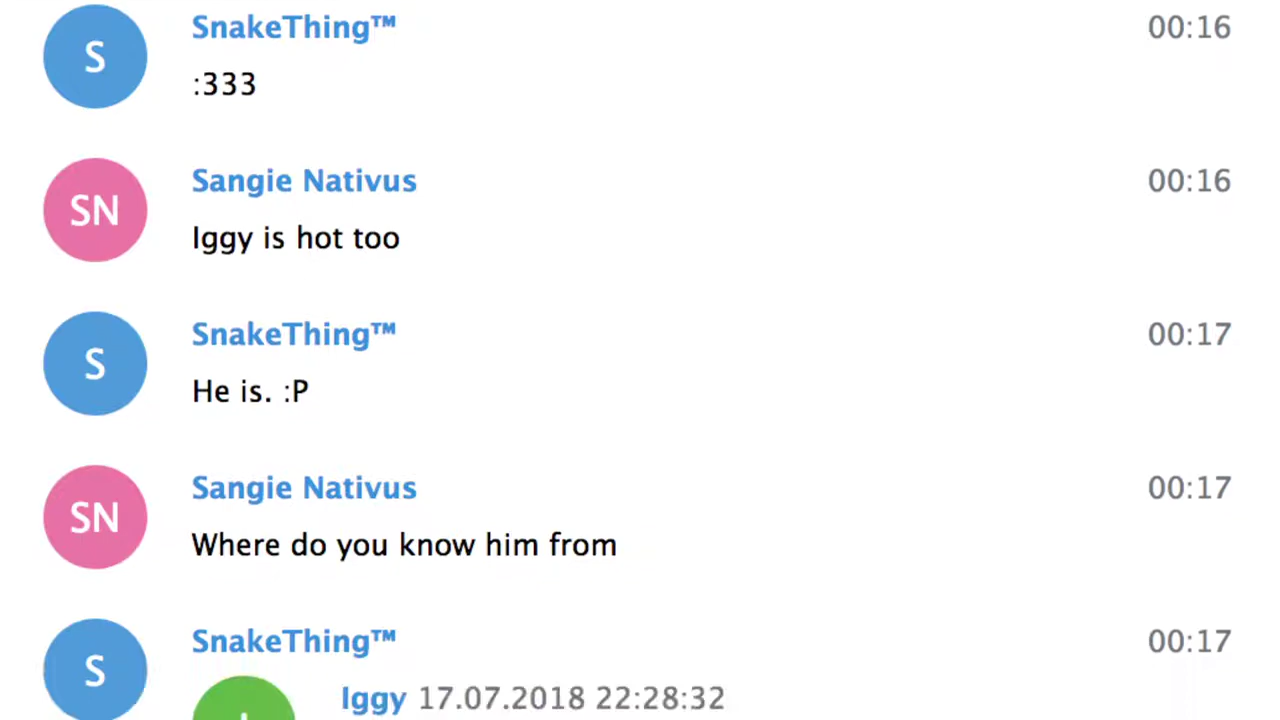 SnakeThing™ 00:16
S
:333
Sangie Nativus 00:16
SN
Iggy is hot too
SnakeThing™ 00:17
S
He is. :P
Sangie Nativus 00:17
SN
Where do you know him from
SnakeThing™ 00:17
S
Iggy 17.07.2018 22:28:32